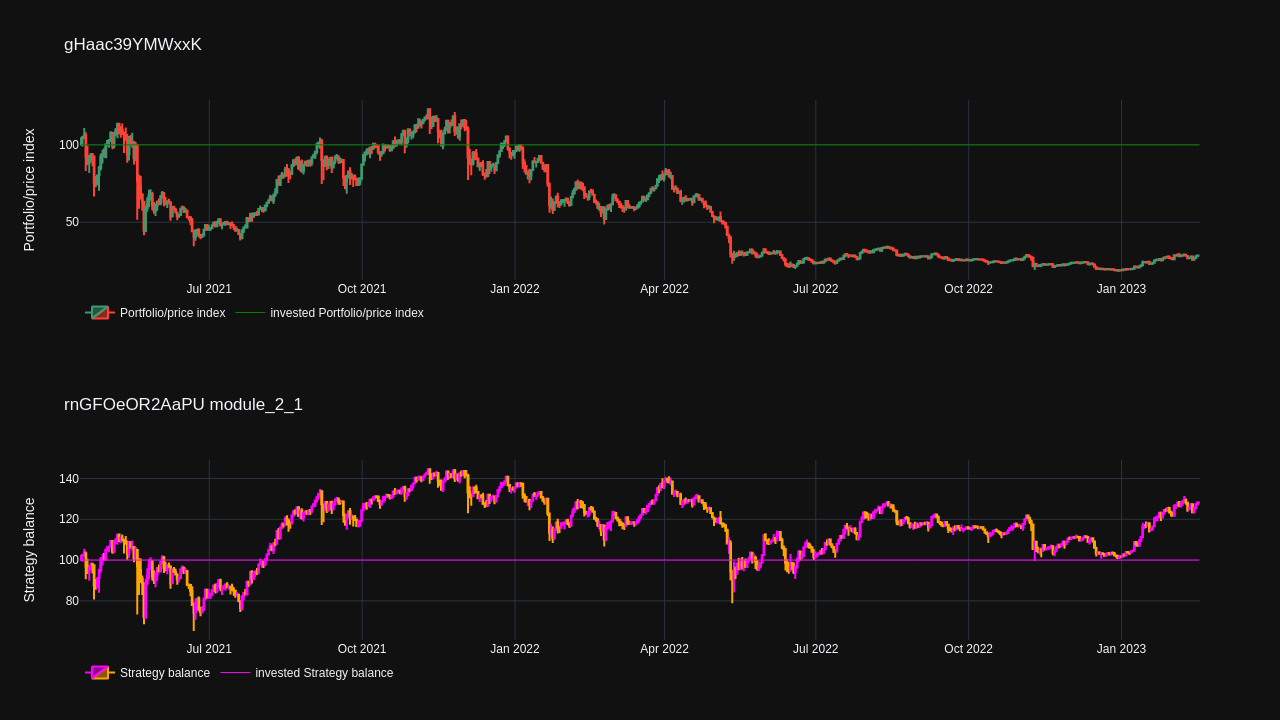 gHaac39YMWxxK
Portfolio/price index
100
50
Jul 2021 Oct 2021 Jan 2022 Apr 2022 Jul 2022 Oct 2022 Jan 2023
Portfolio/price index invested Portfolio/price index
rnGFOeOR2AaPU module_2_1
Strategy balance
140
120
100
80
Jul 2021 Oct 2021 Jan 2022 Apr 2022 Jul 2022 Oct 2022 Jan 2023
Strategy balance invested Strategy balance